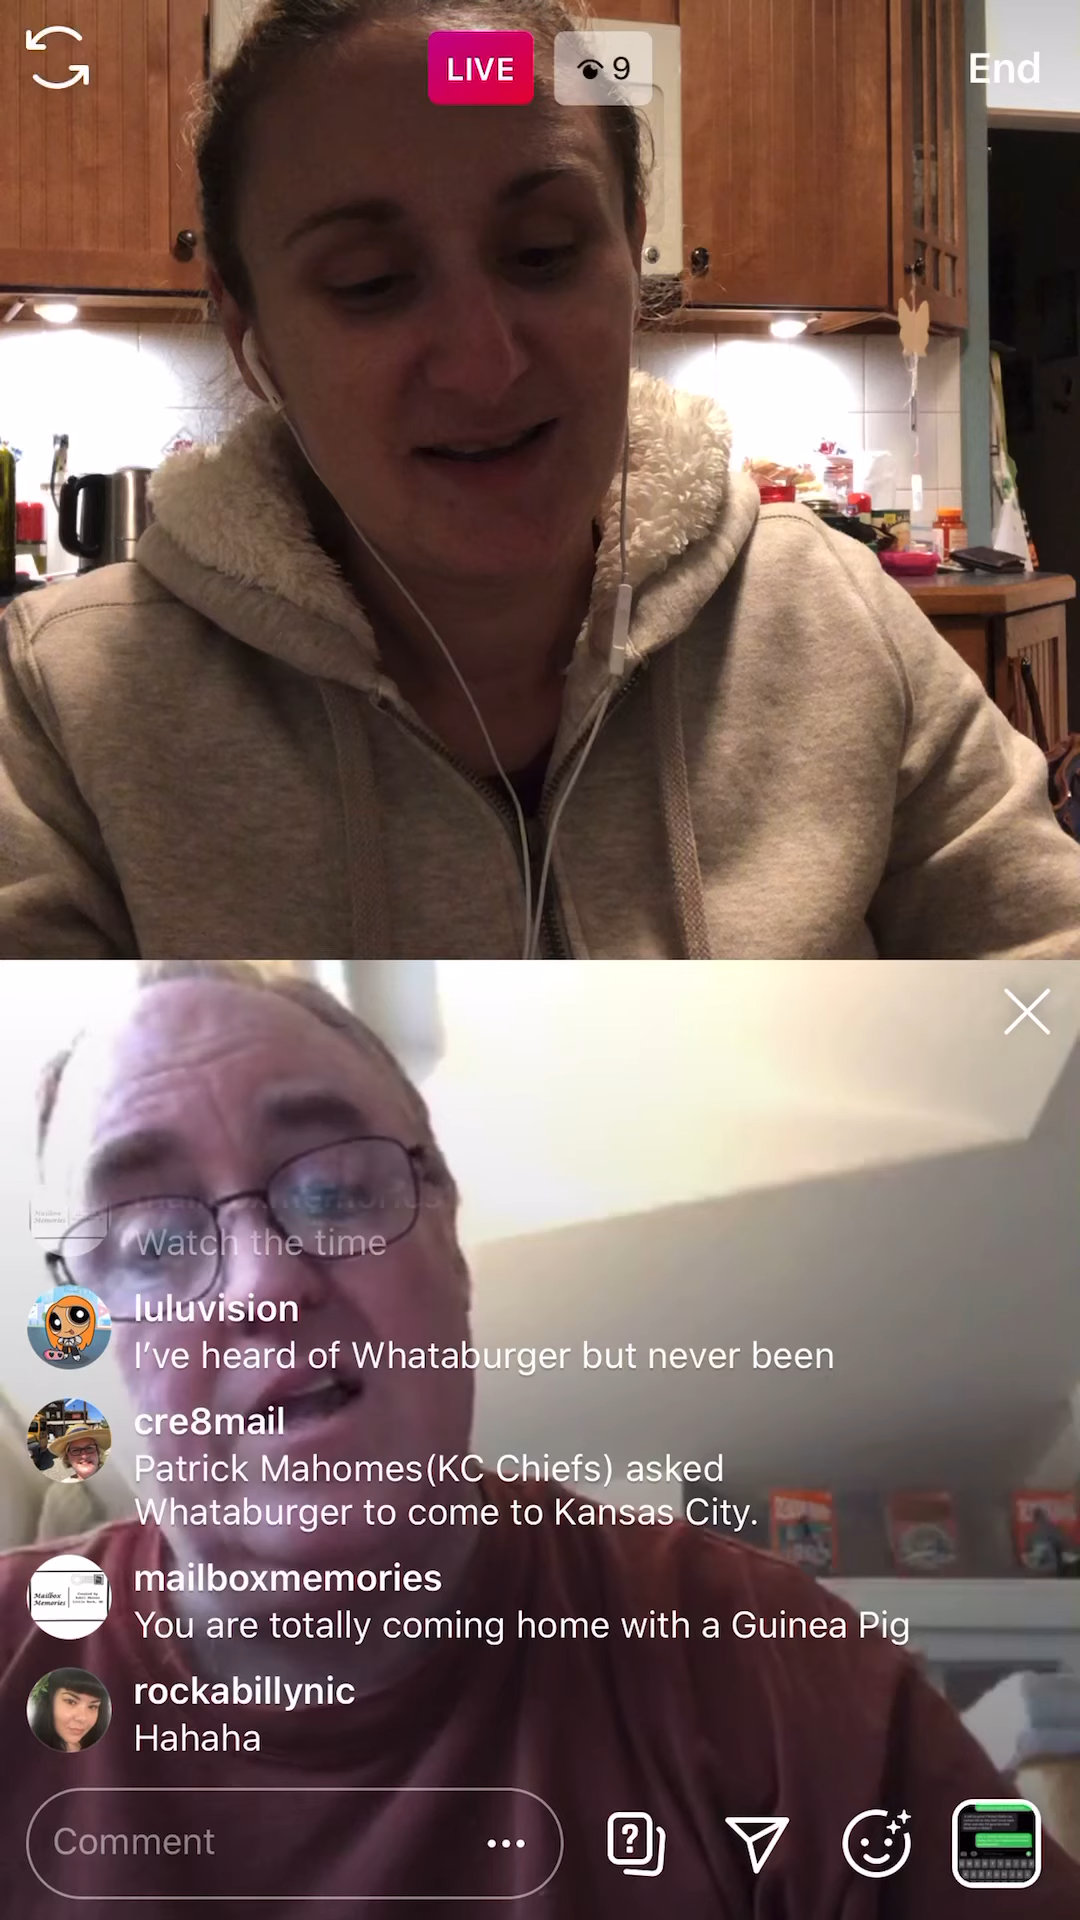 LIVE
9
End
Watch the time
luluvision
I’ve heard of Whataburger but never been
cre8mail
Patrick Mahomes(KC Chiefs) asked
Whataburger to come to Kansas City.
mailboxmemories
You are totally coming home with a Guinea Pig
Mailbox
Memories
rockabillynic
Hahaha
Comment